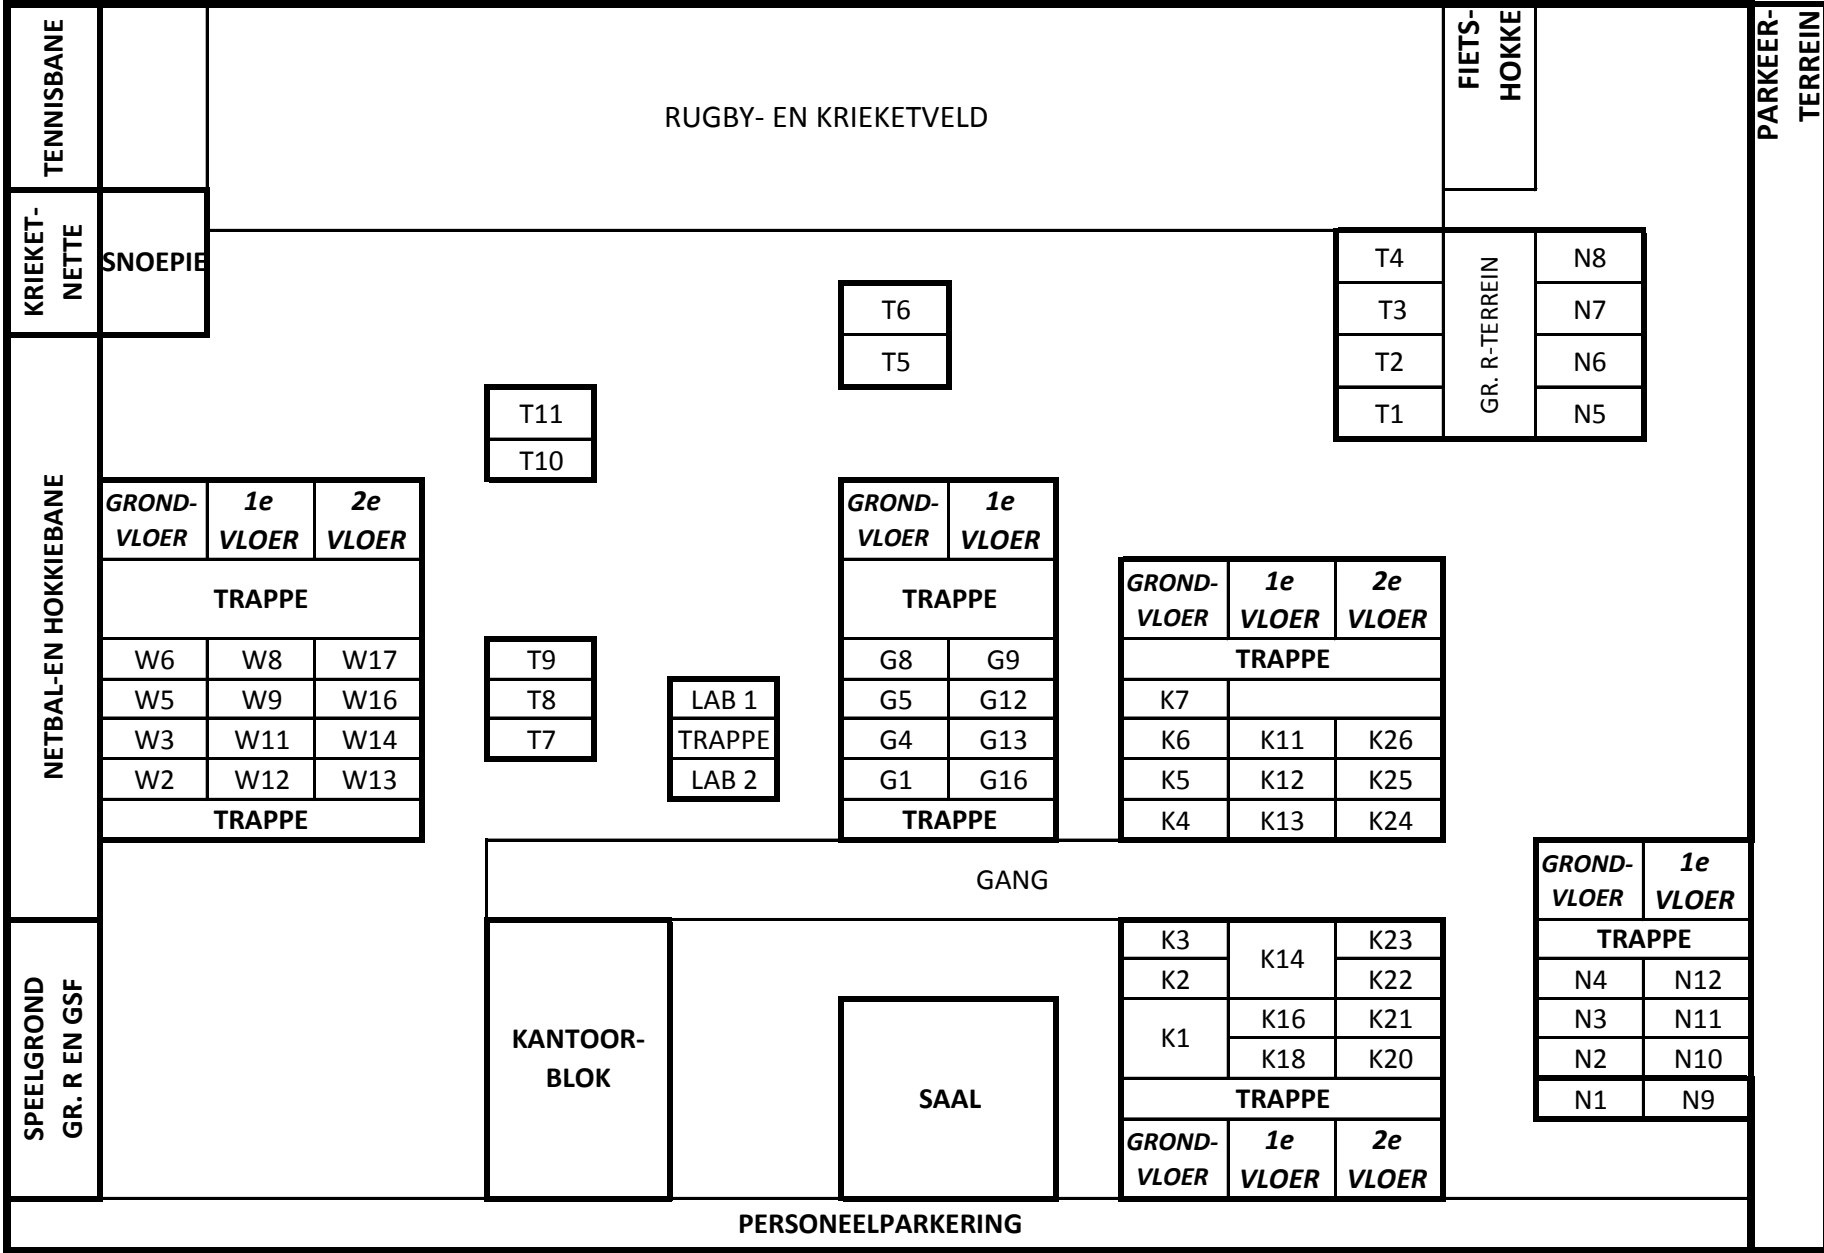 TENNISBANE
RUGBY- EN KRIEKETVELD
FIETS-
HOKKE
PARKEER-
TERREIN
KRIEKET-
NETTE
SNOEPIE
T4
N8
T3
N7
T2
N6
T1
N5
GR. R-TERREIN
T6
T5
T11
T10
NETBAL-EN HOKKIEBANE
GROND-
VLOER
1e
VLOER
2e
VLOER
TRAPPE
W6 W8 W17
W5 W9 W16
W3 W11 W14
W2 W12 W13
TRAPPE
T9
T8
T7
LAB 1
TRAPPE
LAB 2
GROND-
VLOER
1e
VLOER
TRAPPE
G8 G9
G5 G12
G4 G13
G1 G16
TRAPPE
GROND-
VLOER
1e
VLOER
2e
VLOER
TRAPPE
K7
K6 K11 K26
K5 K12 K25
K4 K13 K24
GANG
SPEELGROND
GR. R EN GSF
KANTOOR-
BLOK
SAAL
K3
K14
K23
K2
K22
K1
K16 K21
K18 K20
TRAPPE
GROND-
VLOER
1e
VLOER
2e
VLOER
GROND-
VLOER
1e
VLOER
TRAPPE
N4 N12
N3 N11
N2 N10
N1 N9
PERSONEELPARKERING